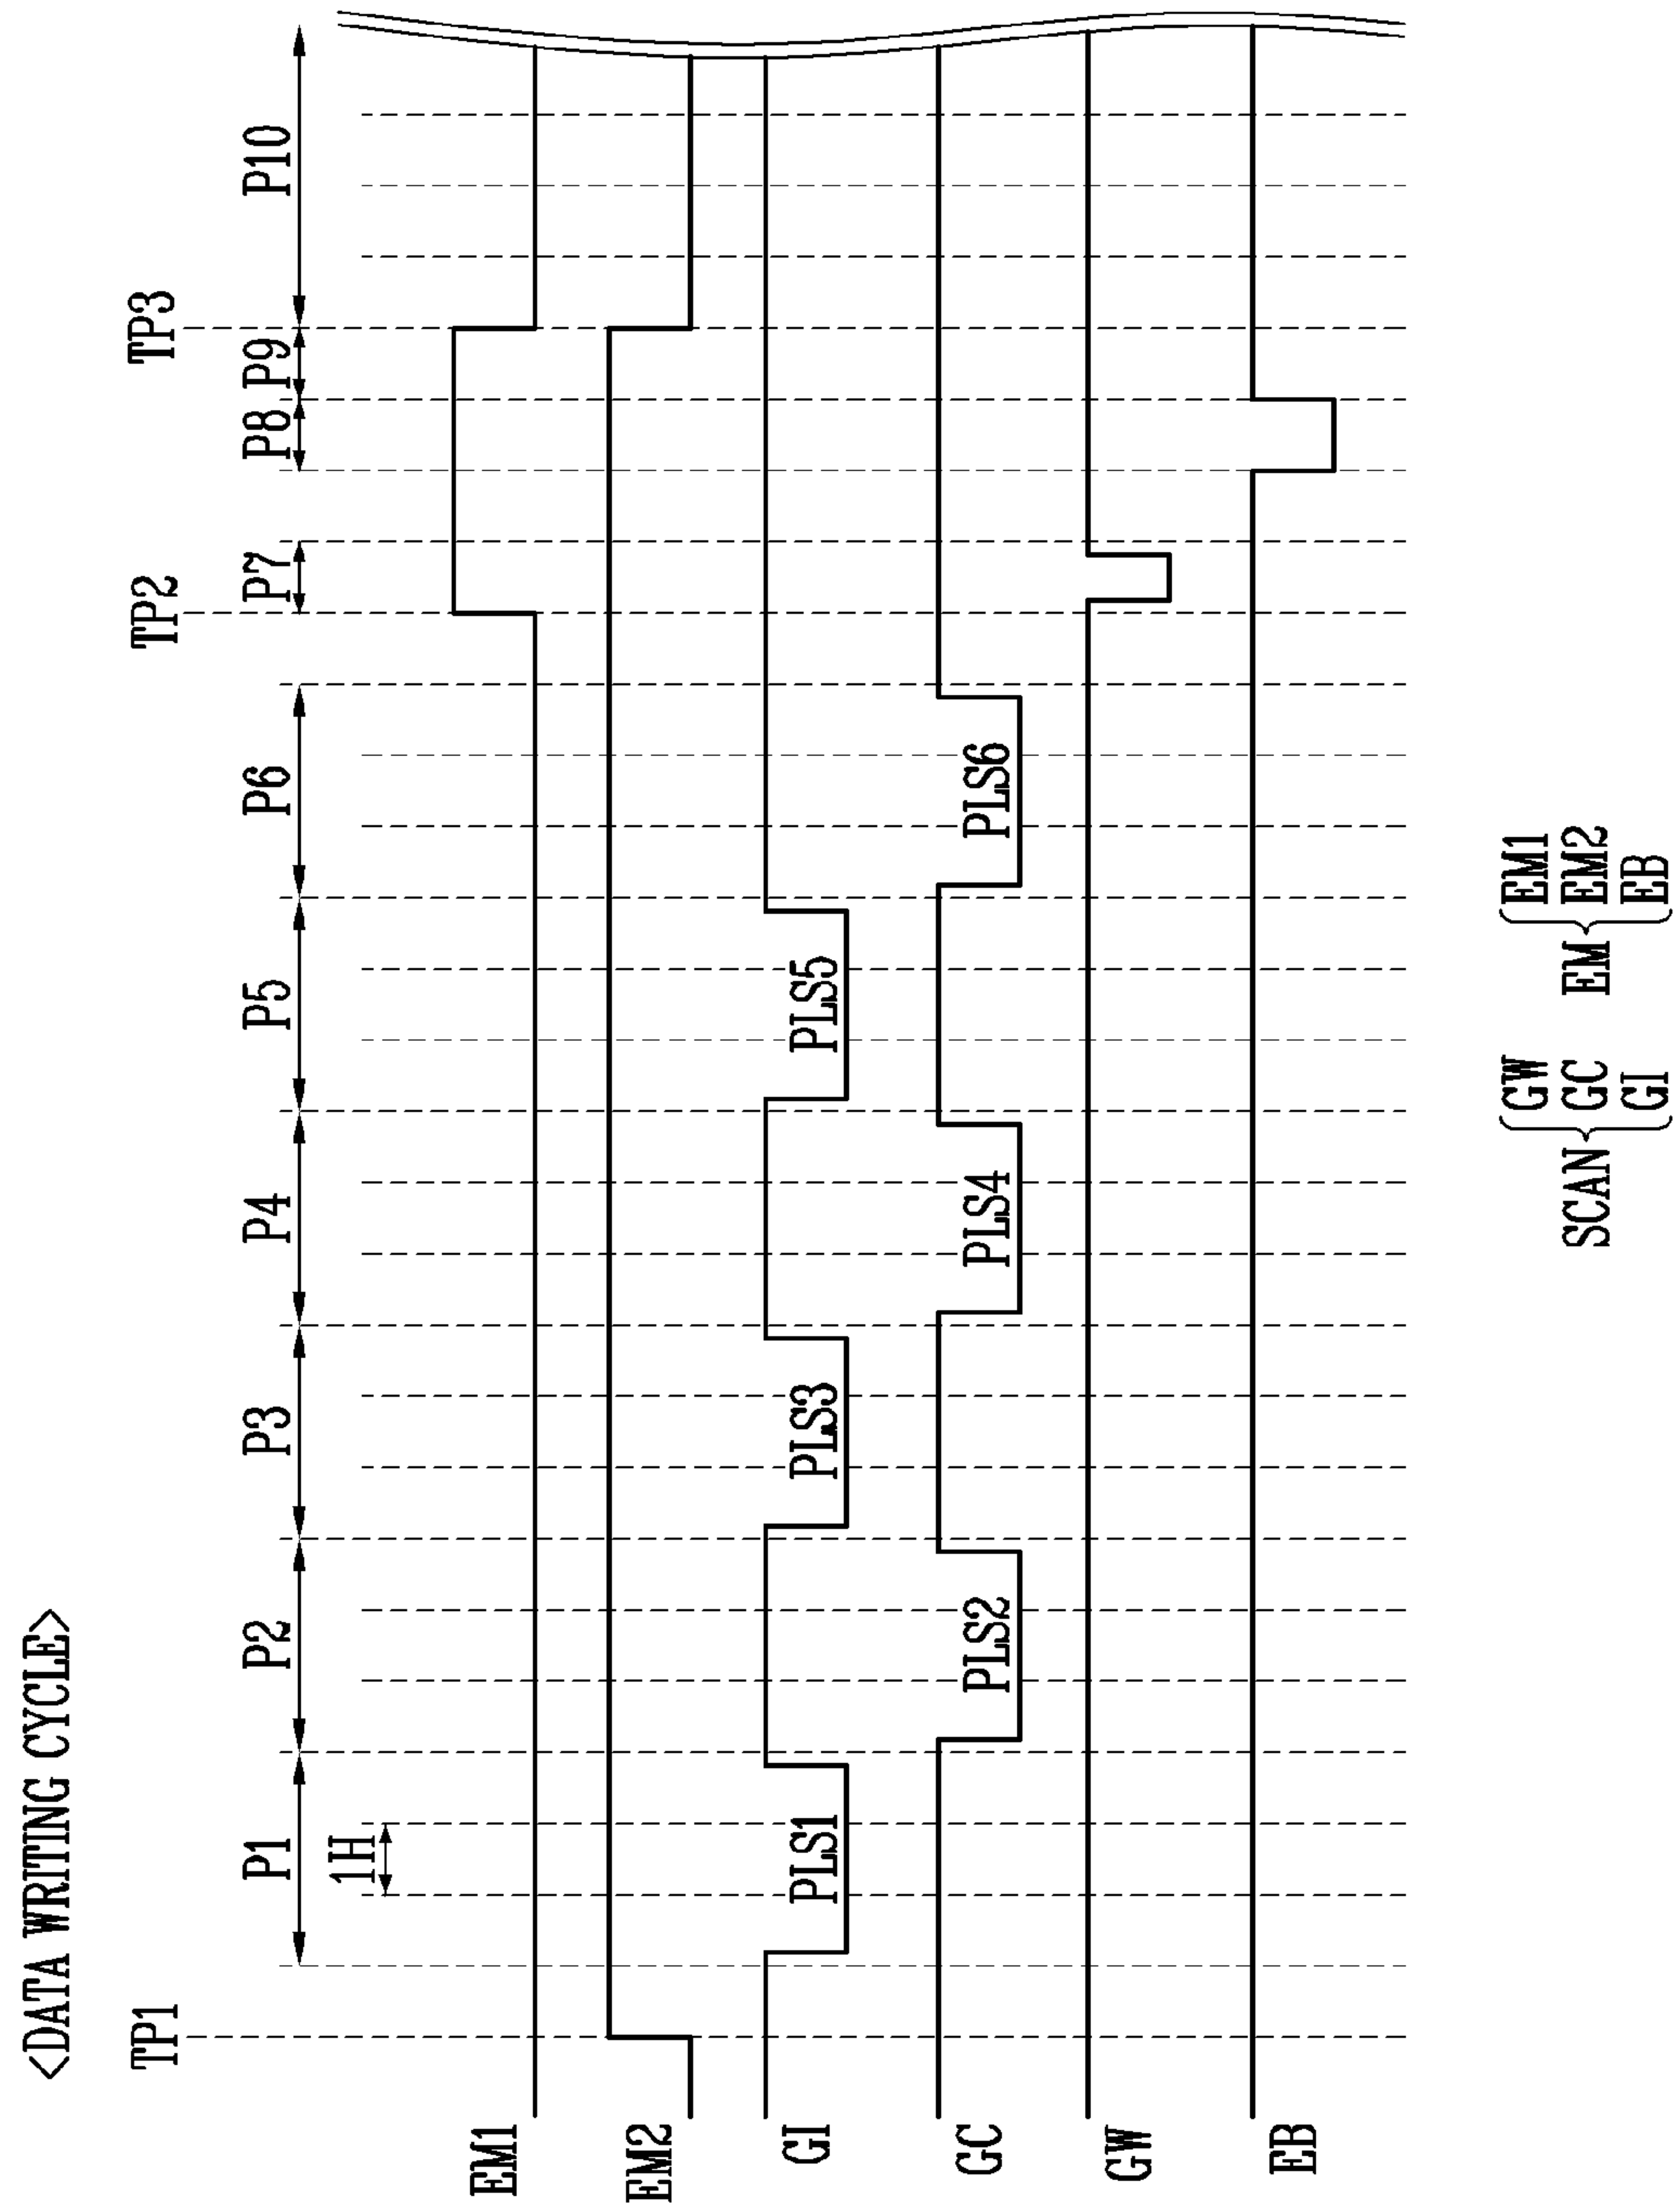 <DATA WRITING CYCLE>
TP1 TP2 TP3
P1 P2 P3 P4 P5 P6 P7 P8 P9 P10
1H
EM1
EM2
GI PLS1 PLS3 PLS5
GC PLS2 PLS4 PLS6
GW
EB
SCAN { GW GC GI
EM { EM1 EM2 EB